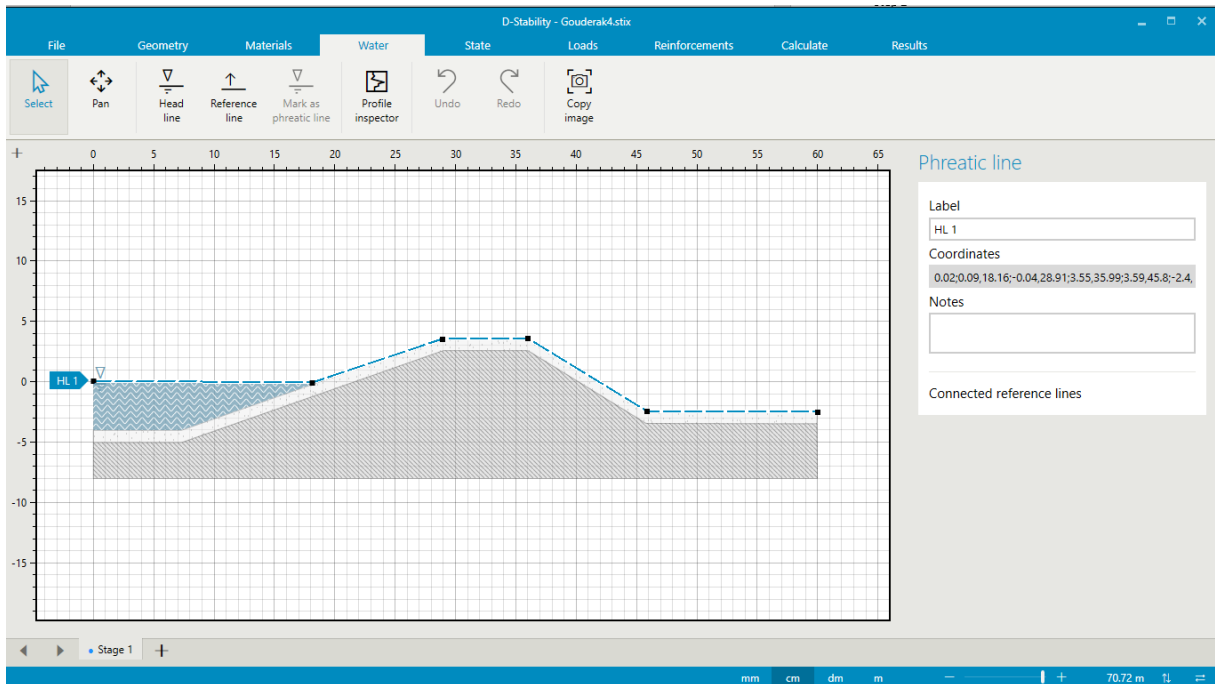 D-Stability - Gouderak4.stix
File Geometry Materials Water State Loads Reinforcements Calculate Results
Select Pan Head line Reference line Mark as phreatic line Profile inspector Undo Redo Copy image
0 5 10 15 20 25 30 35 40 45 50 55 60 65
Phreatic line
Label
HL 1
Coordinates
0.02;0.09,18.16;-0.04,28.91;3.55,35.99;3.59,45.8;-2.4,
Notes
Connected reference lines
15
10
5
0
HL 1
-5
-10
-15
Stage 1
mm cm dm m 70.72 m